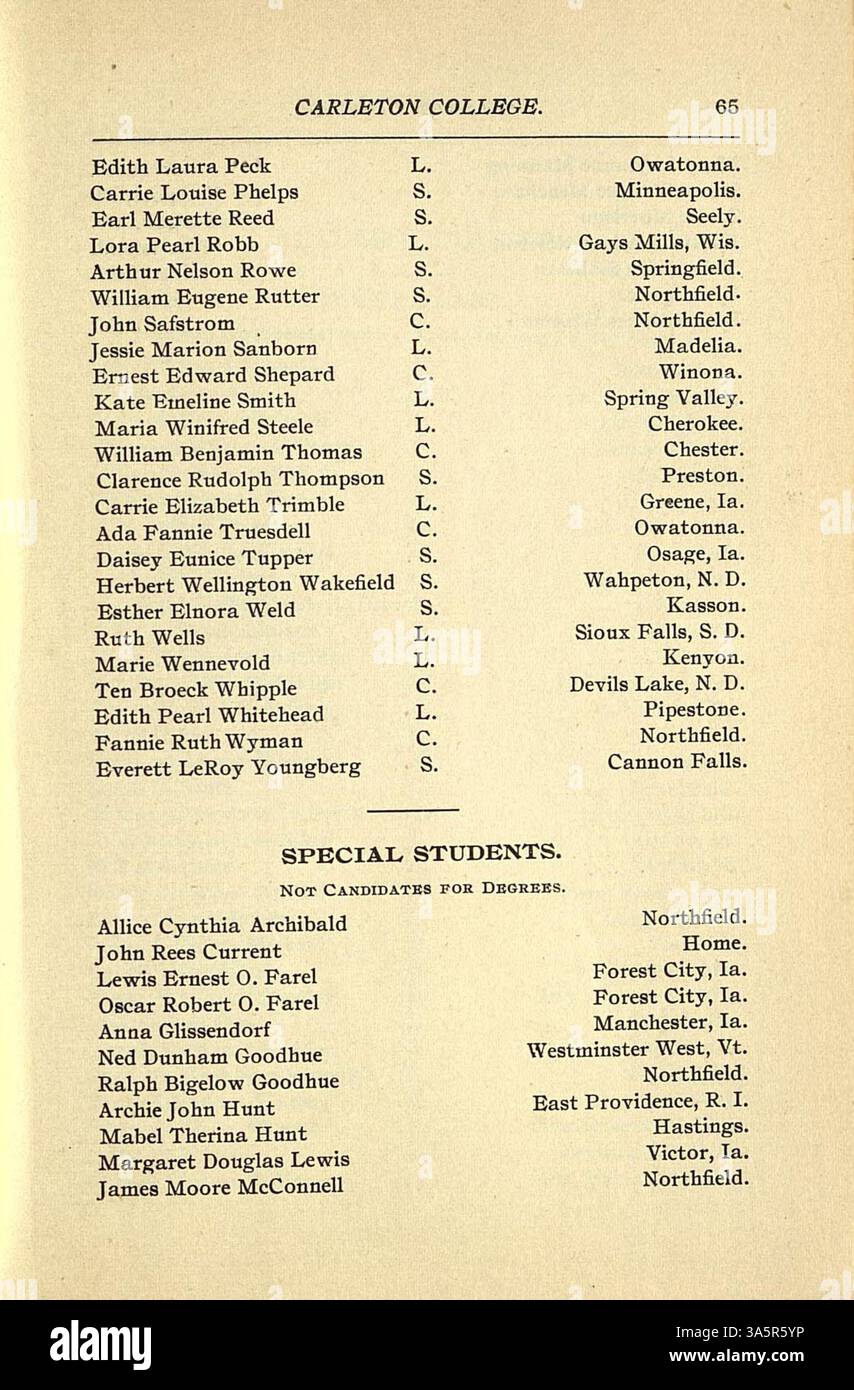 CARLETON COLLEGE. 65
Edith Laura Peck L. Owatonna.
Carrie Louise Phelps S. Minneapolis.
Earl Merette Reed S. Seely.
Lora Pearl Robb L. Gays Mills, Wis.
Arthur Nelson Rowe S. Springfield.
William Eugene Rutter S. Northfield.
John Safstrom C. Northfield.
Jessie Marion Sanborn L. Madelia.
Ernest Edward Shepard C. Winona.
Kate Emeline Smith L. Spring Valley.
Maria Winifred Steele L. Cherokee.
William Benjamin Thomas C. Chester.
Clarence Rudolph Thompson S. Preston.
Carrie Elizabeth Trimble L. Greene, Ia.
Ada Fannie Truesdell C. Owatonna.
Daisey Eunice Tupper S. Osage, Ia.
Herbert Wellington Wakefield S. Wahpeton, N. D.
Esther Elnora Weld S. Kasson.
Ruth Wells L. Sioux Falls, S. D.
Marie Wennevold L. Kenyon.
Ten Broeck Whipple C. Devils Lake, N. D.
Edith Pearl Whitehead L. Pipestone.
Fannie Ruth Wyman C. Northfield.
Everett LeRoy Youngberg S. Cannon Falls.
SPECIAL STUDENTS.
NOT CANDIDATES FOR DEGREES.
Allice Cynthia Archibald Northfield.
John Rees Current Home.
Lewis Ernest O. Farel Forest City, Ia.
Oscar Robert O. Farel Forest City, Ia.
Anna Glissendorf Manchester, Ia.
Ned Dunham Goodhue Westminster West, Vt.
Ralph Bigelow Goodhue Northfield.
Archie John Hunt East Providence, R. I.
Mabel Therina Hunt Hastings.
Margaret Douglas Lewis Victor, Ia.
James Moore McConnell Northfield.
alamy
Image ID: 3A5R5YP
www.alamy.com